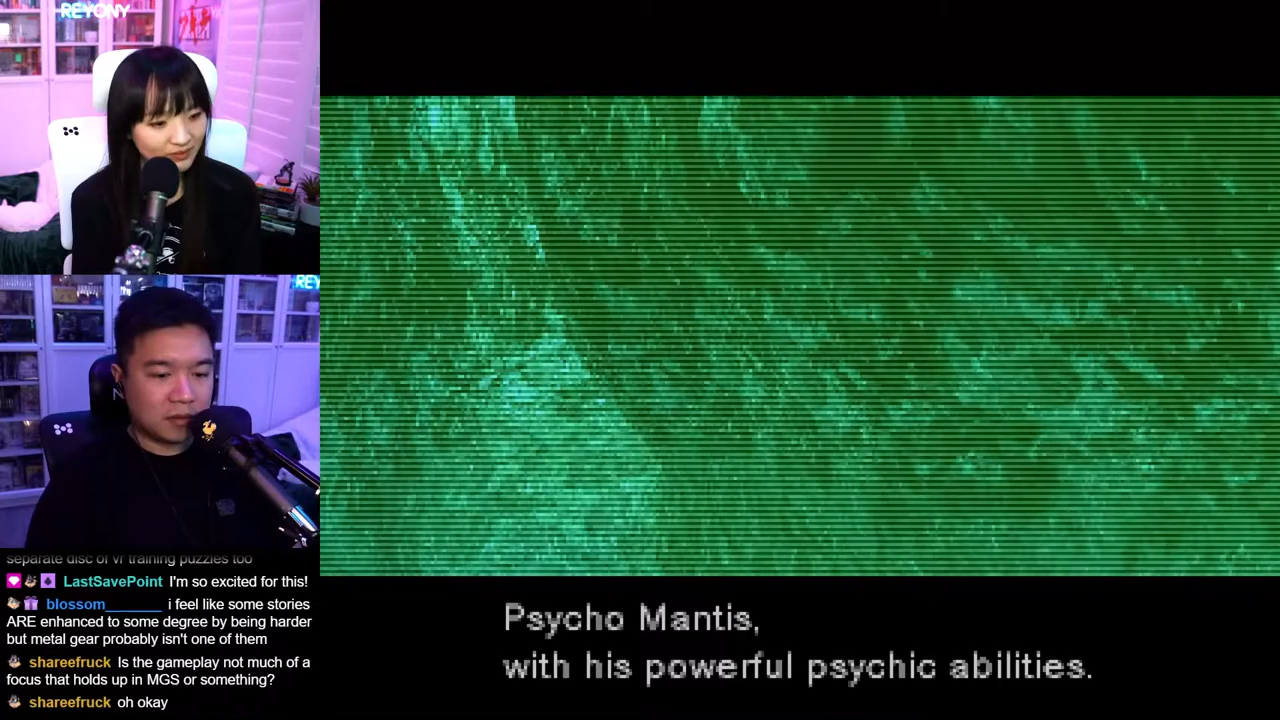 REYONY
REY
separate disc of vr training puzzles too
LastSavePoint I'm so excited for this!
blossom_______ i feel like some stories
ARE enhanced to some degree by being harder
but metal gear probably isn't one of them
shareefruck Is the gameplay not much of a
focus that holds up in MGS or something?
shareefruck oh okay
Psycho Mantis,
with his powerful psychic abilities.